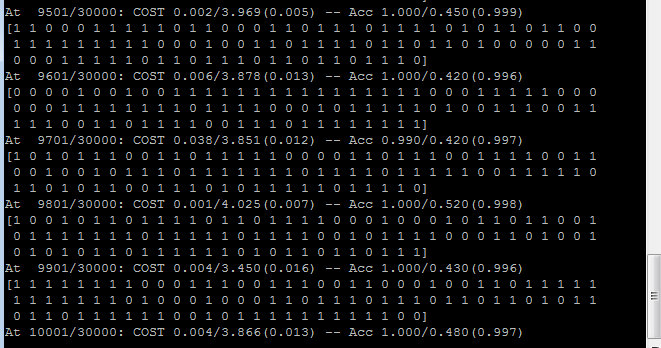 At  9501/30000: COST 0.002/3.969(0.005) -- Acc 1.000/0.450(0.999)
[1 1 0 0 0 1 1 1 1 0 0 0 1 1 0 1 1 1 0 1 1 1 0 1 1 1 1 0 1 0 1 1 0 1 1 0 0
 1 1 1 1 1 1 1 1 0 0 0 1 1 0 0 0 1 1 0 1 1 1 0 1 1 0 1 1 0 1 0 0 0 0 0 1 1
 0 0 0 1 1 1 1 1 0 1 1 0 1 1 1 0 1 0 1 1 0 1 1 0 1 1 1 0]
At  9601/30000: COST 0.006/3.878(0.013) -- Acc 1.000/0.420(0.996)
[0 0 0 0 1 0 0 1 0 0 1 1 1 1 1 1 1 1 1 1 1 1 1 1 1 1 0 0 0 1 1 1 1 1 0 0 0
 0 0 0 1 1 1 1 1 1 1 0 1 1 1 1 1 1 0 0 0 1 0 1 1 1 1 1 0 1 0 0 1 1 1 0 0 1 1
 1 1 1 0 0 1 1 0 1 1 1 1 0 0 1 1 1 0 1 1 1 1 1 1 1 1]
At  9701/30000: COST 0.038/3.851(0.012) -- Acc 0.990/0.420(0.997)
[1 0 1 0 1 1 1 0 0 1 1 0 1 1 1 1 1 1 0 0 0 0 1 1 0 1 1 1 0 0 1 1 1 1 0 0 1 1
 0 0 1 0 0 1 0 1 1 0 0 1 1 0 1 1 0 1 0 1 1 0 1 1 1 1 1 0 0 1 1 1 1 1 0
 1 1 0 1 0 1 1 0 0 1 1 1 0 1 0 1 1 1 1 1 1 0 1 0 1 1 1 1 0]
At  9801/30000: COST 0.001/4.025(0.007) -- Acc 1.000/0.520(0.998)
[1 0 0 1 0 1 1 0 1 1 1 1 0 1 1 0 1 1 1 1 0 0 0 1 0 0 0 1 0 1 1 0 1 1 0 0 1
 0 1 1 1 1 1 1 0 1 1 1 0 1 0 1 1 1 1 0 0 1 0 1 1 1 1 0 0 0 1 1 0 1 0 0 1
 0 1 0 1 0 1 1 0 1 1 1 1 1 1 0 1 0 1 1 0 1 1 0 1 1 1]
At  9901/30000: COST 0.004/3.450(0.016) -- Acc 1.000/0.430(0.996)
[1 1 1 1 1 1 1 1 1 0 0 0 1 1 1 0 0 1 1 1 0 0 1 1 0 0 0 1 0 0 1 1 0 1 1 1 1 1
 1 1 1 1 1 1 0 1 1 0 0 0 1 0 0 1 1 0 1 0 1 1 1 0 1 1 0 1 1 0 1 0 1 1
 0 1 1 0 1 1 1 1 1 1 1 0 0 1 0 0 1 1 1 1 1 1 1 1 1 1 0 0]
At 10001/30000: COST 0.004/3.866(0.013) -- Acc 1.000/0.480(0.997)